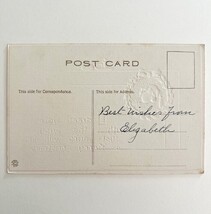 POST CARD
This side for Correspondence.
This side for Address.
Best Wishes From
Elizabeth